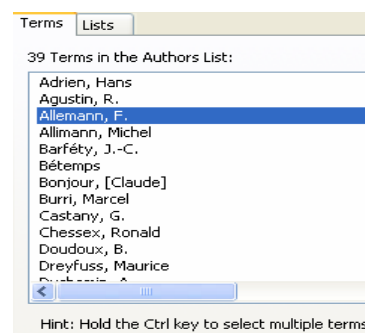 Terms Lists
39 Terms in the Authors List:
Adrien, Hans
Agustin, R.
Allemann, F.
Allimann, Michel
Barféty, J.-C.
Bétemps
Bonjour, [Claude]
Burri, Marcel
Castany, G.
Chessex, Ronald
Doudoux, B.
Dreyfuss, Maurice
Hint: Hold the Ctrl key to select multiple terms